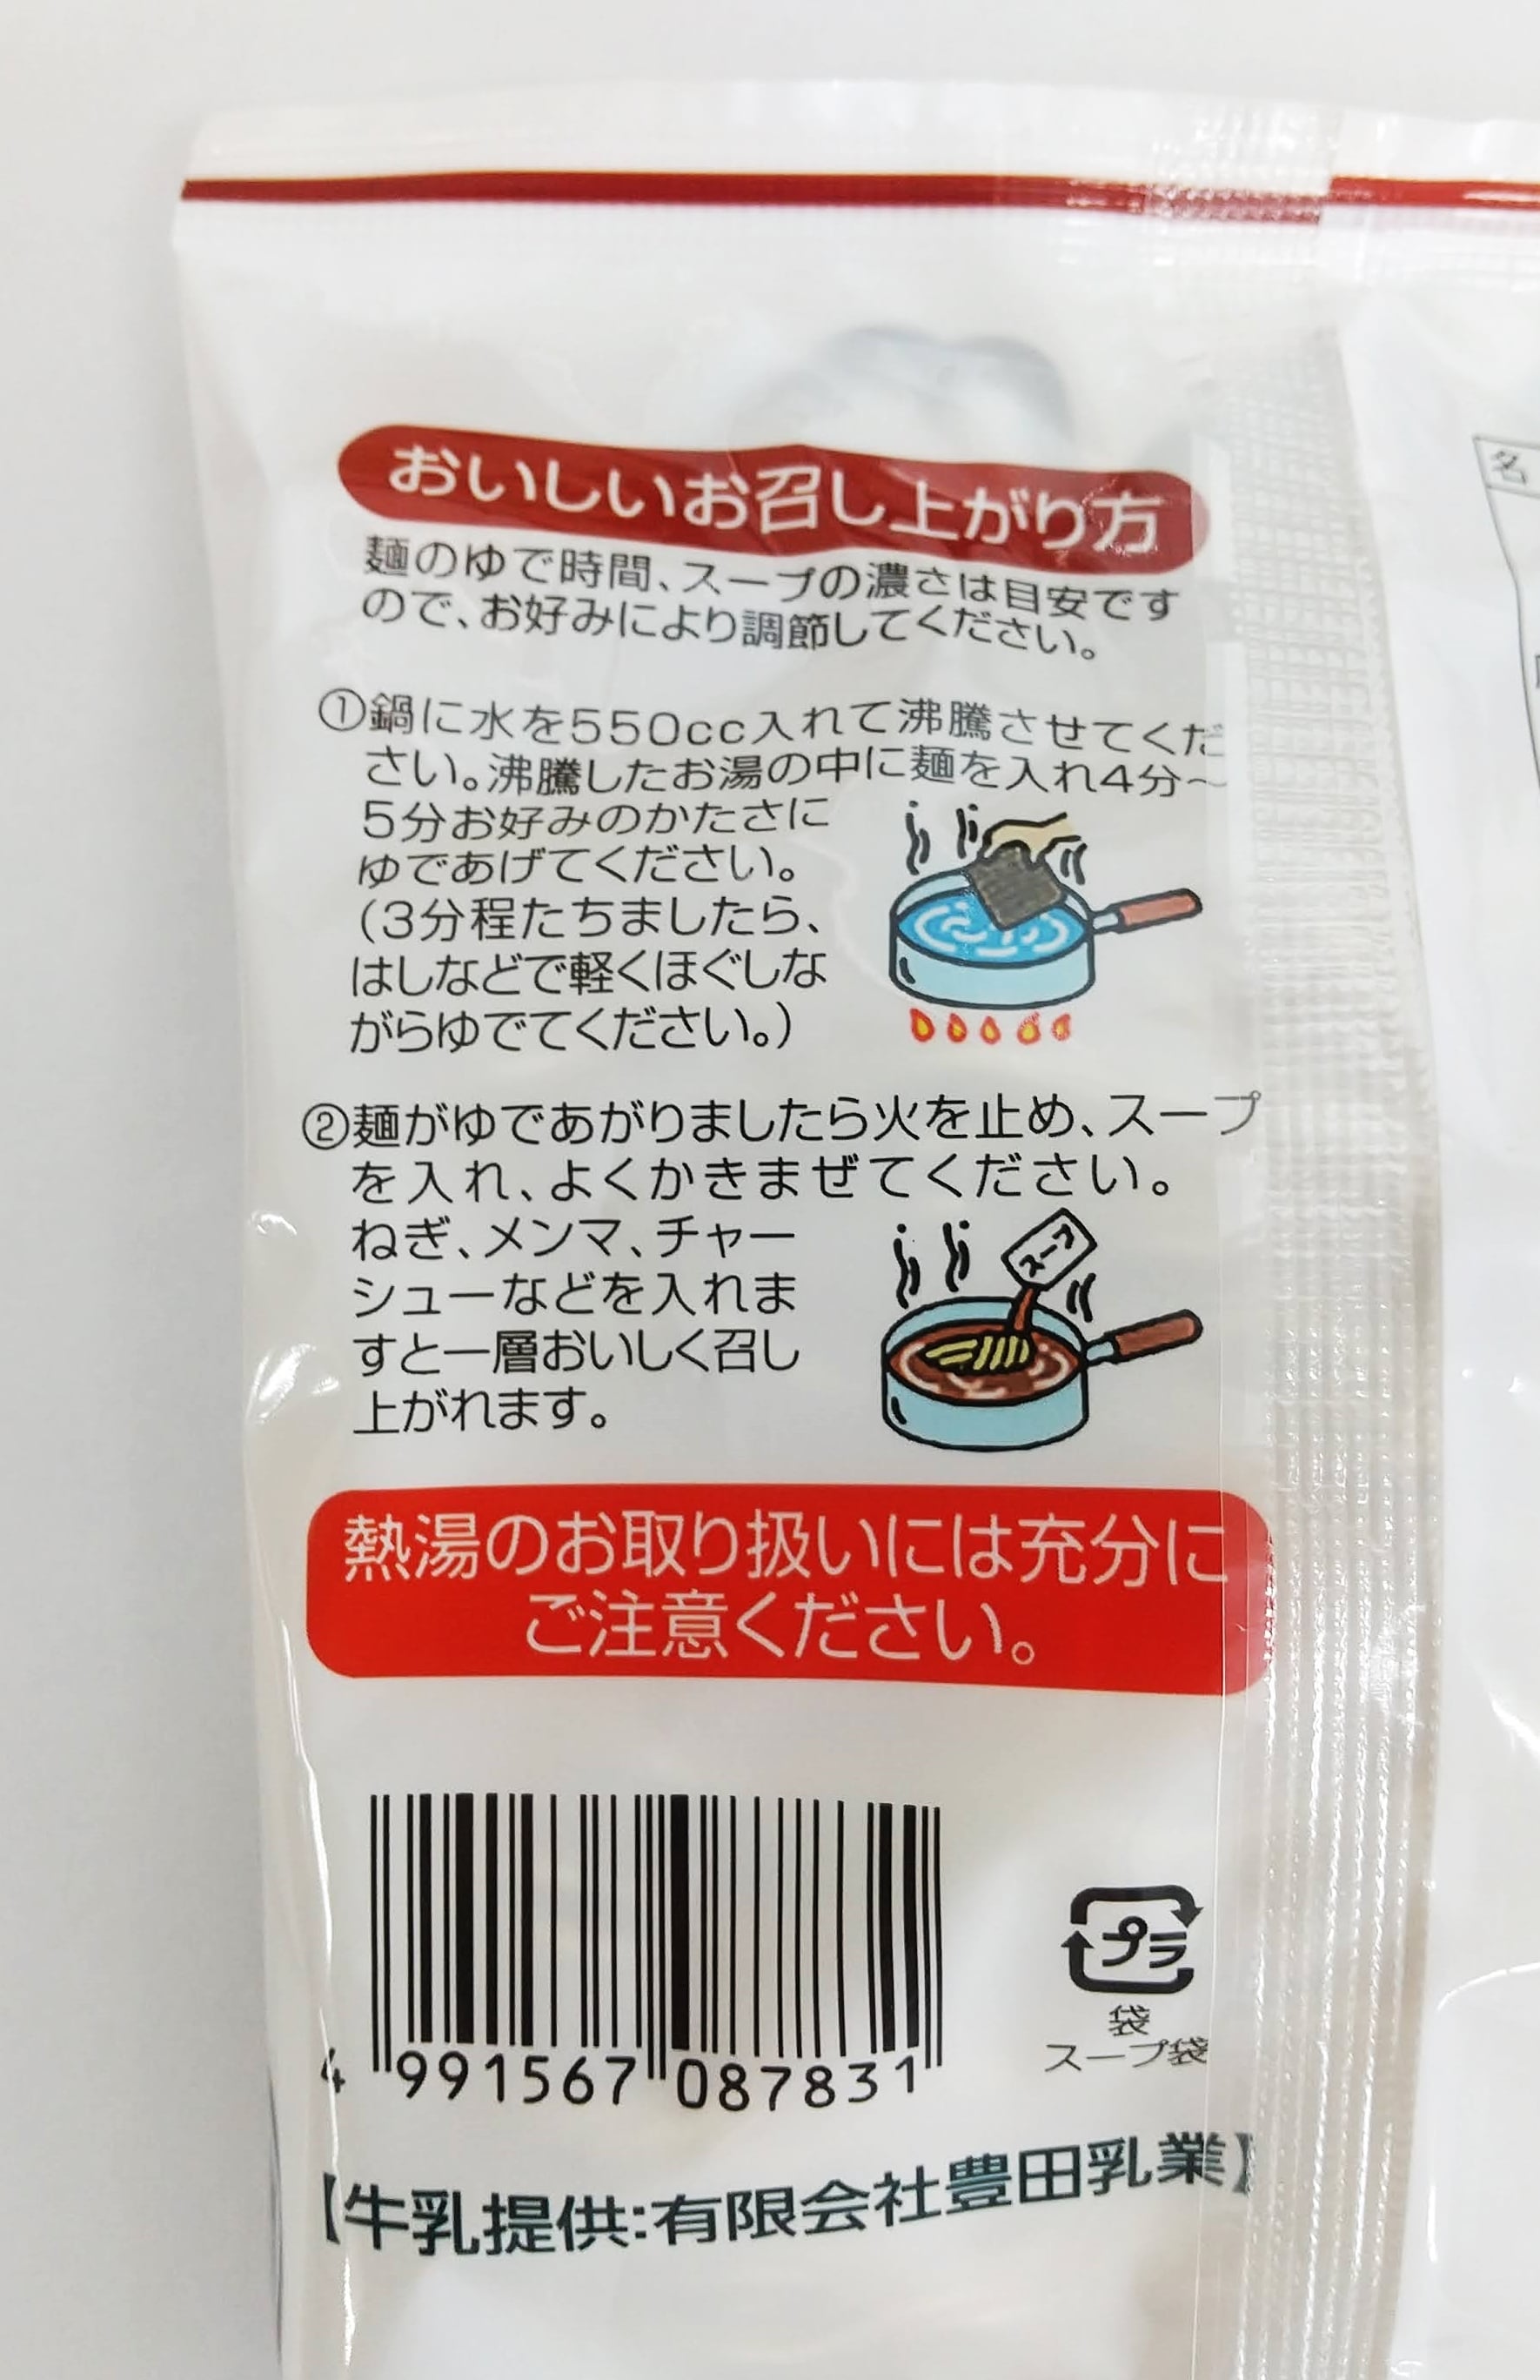 おいしいお召し上がり方
麺のゆで時間、スープの濃さは目安です
ので、お好みにより調節してください。
①鍋に水を550cc入れて沸騰させてくだ
さい。沸騰したお湯の中に麺を入れ4分～
5分お好みのかたさに
ゆであげてください。
(3分程たちましたら、
はしなどで軽くほぐしな
がらゆでてください。)
②麺がゆであがりましたら火を止め、スープ
を入れ、よくかきまぜてください。
ねぎ、メンマ、チャー
シューなどを入れま
すと一層おいしく召し
上がれます。
スープ
熱湯のお取り扱いには充分に
ご注意ください。
4 991567 087831
プラ
袋
スープ袋
【牛乳提供:有限会社豊田乳業】
名